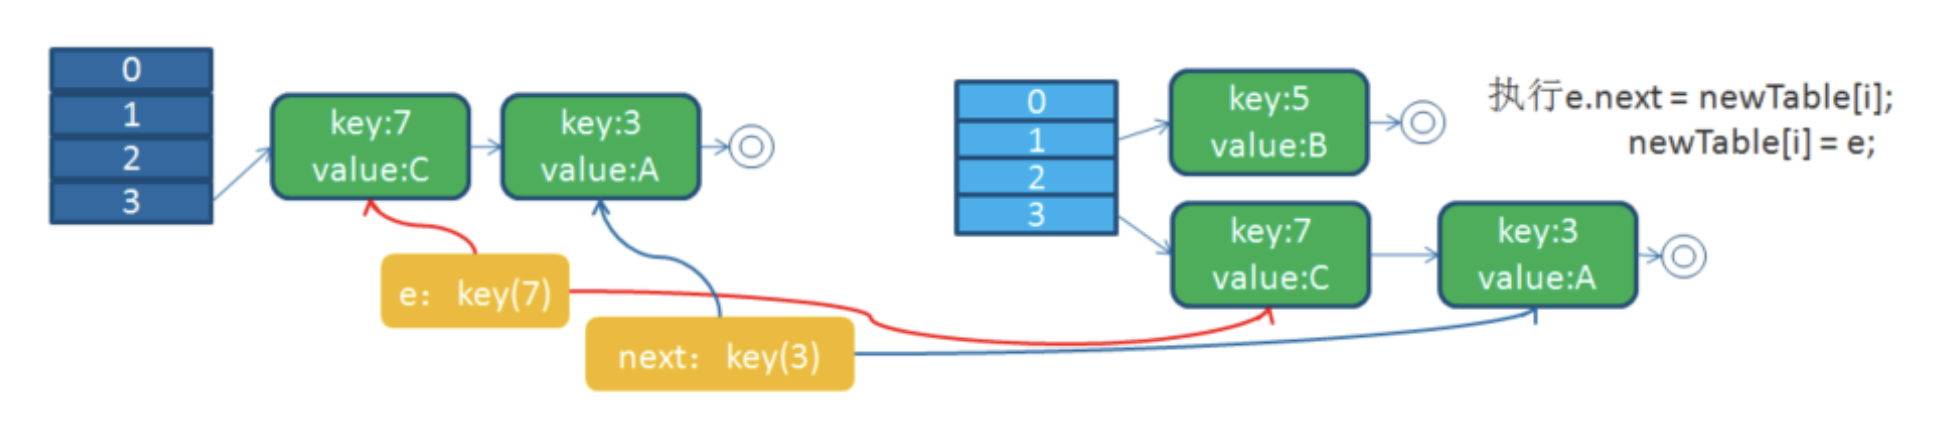 0
1
2
3
key:7
value:C
key:3
value:A
e: key(7)
next: key(3)
0
1
2
3
key:5
value:B
key:7
value:C
key:3
value:A
执行e.next = newTable[i];
newTable[i] = e;